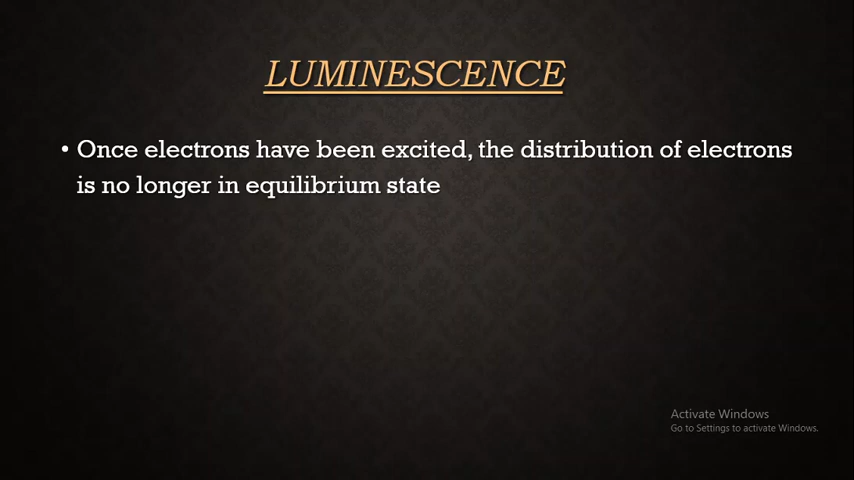 LUMINESCENCE
• Once electrons have been excited, the distribution of electrons
is no longer in equilibrium state
Activate Windows
Go to Settings to activate Windows.